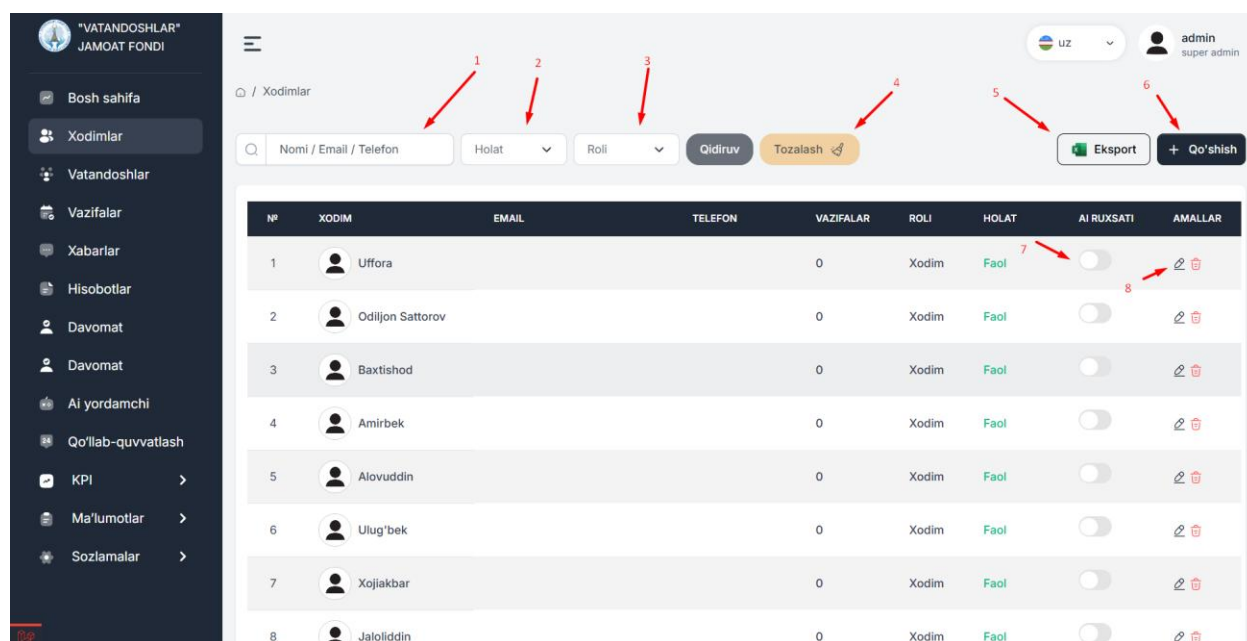 "VATANDOSHLAR"
JAMOAT FONDI
Bosh sahifa
Xodimlar
Vatandoshlar
Vazifalar
Xabarlar
Hisobotlar
Davomat
Davomat
Ai yordamchi
Qo'llab-quvvatlash
KPI
Ma'lumotlar
Sozlamalar
uz
admin
super admin
1 2 3 4 5 6
/ Xodimlar
Nomi / Email / Telefon Holat Roli Qidiruv Tozalash Eksport + Qo'shish
№ XODIM EMAIL TELEFON VAZIFALAR ROLI HOLAT AI RUXSATI AMALLAR
1 Uffora 0 Xodim Faol 7
8
2 Odiljon Sattorov 0 Xodim Faol
3 Baxtishod 0 Xodim Faol
4 Amirbek 0 Xodim Faol
5 Alovuddin 0 Xodim Faol
6 Ulug'bek 0 Xodim Faol
7 Xojiakbar 0 Xodim Faol
8 Jaloliddin 0 Xodim Faol